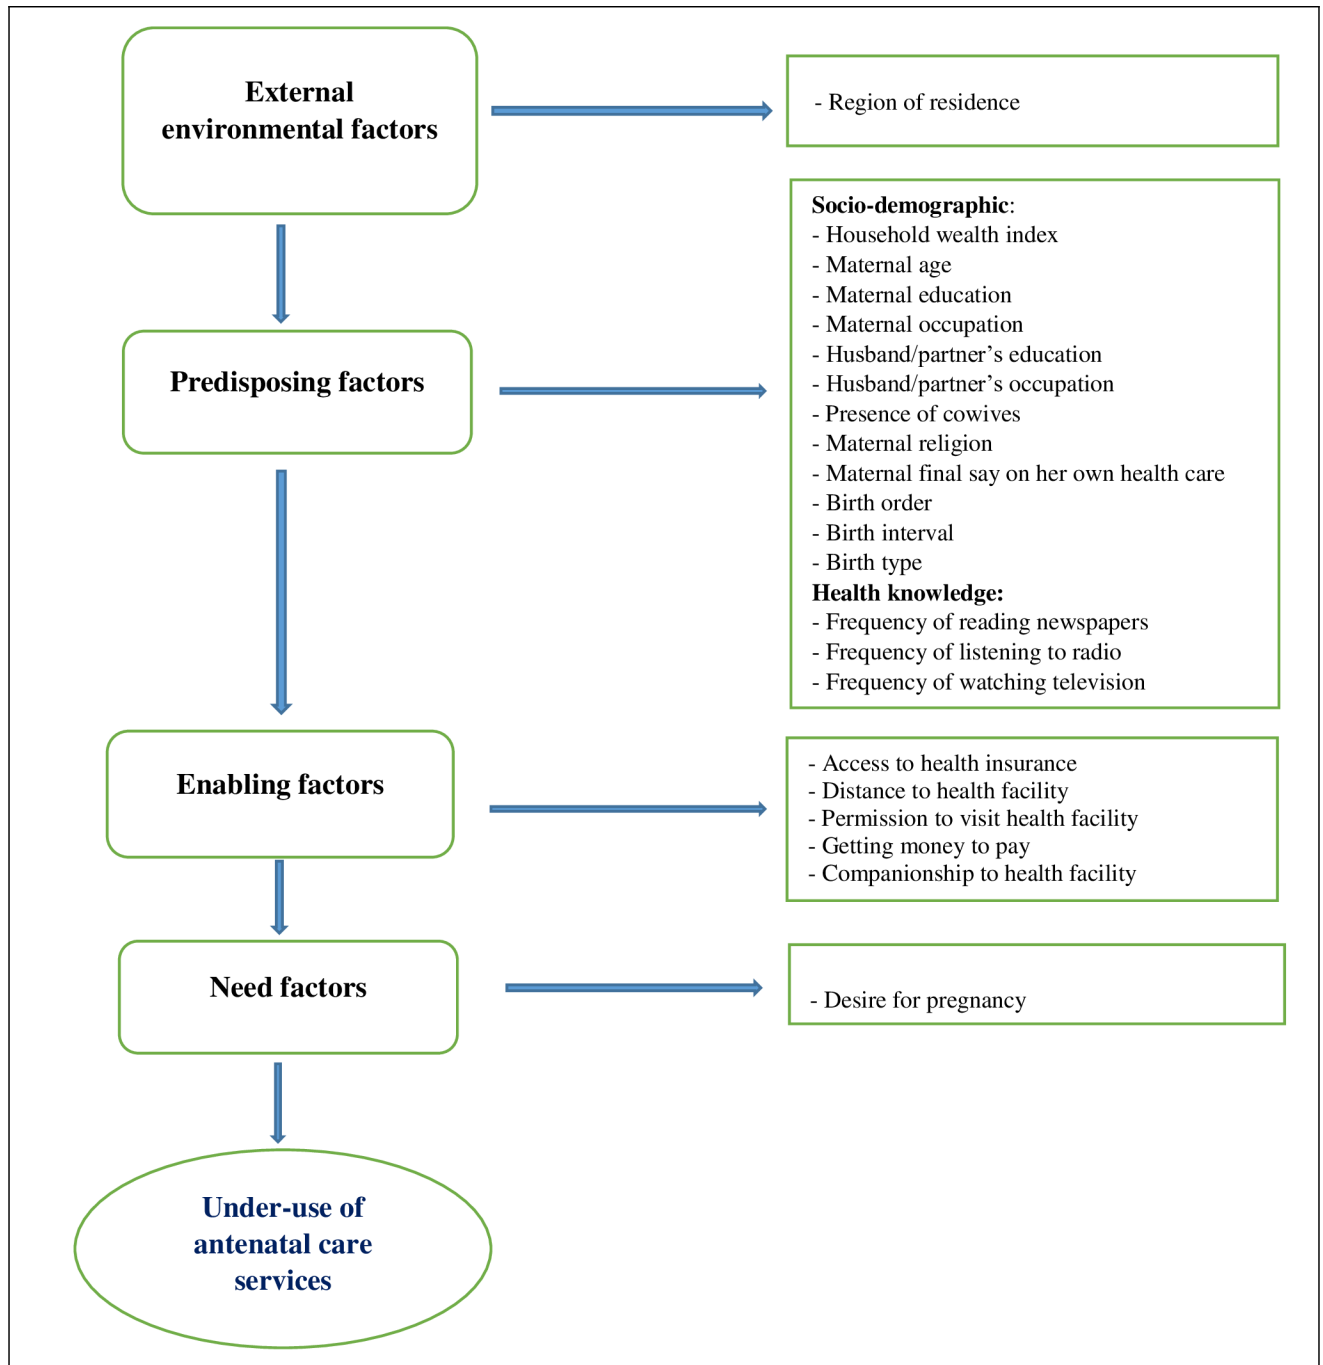 External
environmental factors
- Region of residence
Socio-demographic:
- Household wealth index
- Maternal age
- Maternal education
- Maternal occupation
- Husband/partner’s education
- Husband/partner’s occupation
- Presence of cowives
- Maternal religion
- Maternal final say on her own health care
- Birth order
- Birth interval
- Birth type
Health knowledge:
- Frequency of reading newspapers
- Frequency of listening to radio
- Frequency of watching television
Predisposing factors
Enabling factors
- Access to health insurance
- Distance to health facility
- Permission to visit health facility
- Getting money to pay
- Companionship to health facility
Need factors
- Desire for pregnancy
Under-use of
antenatal care
services